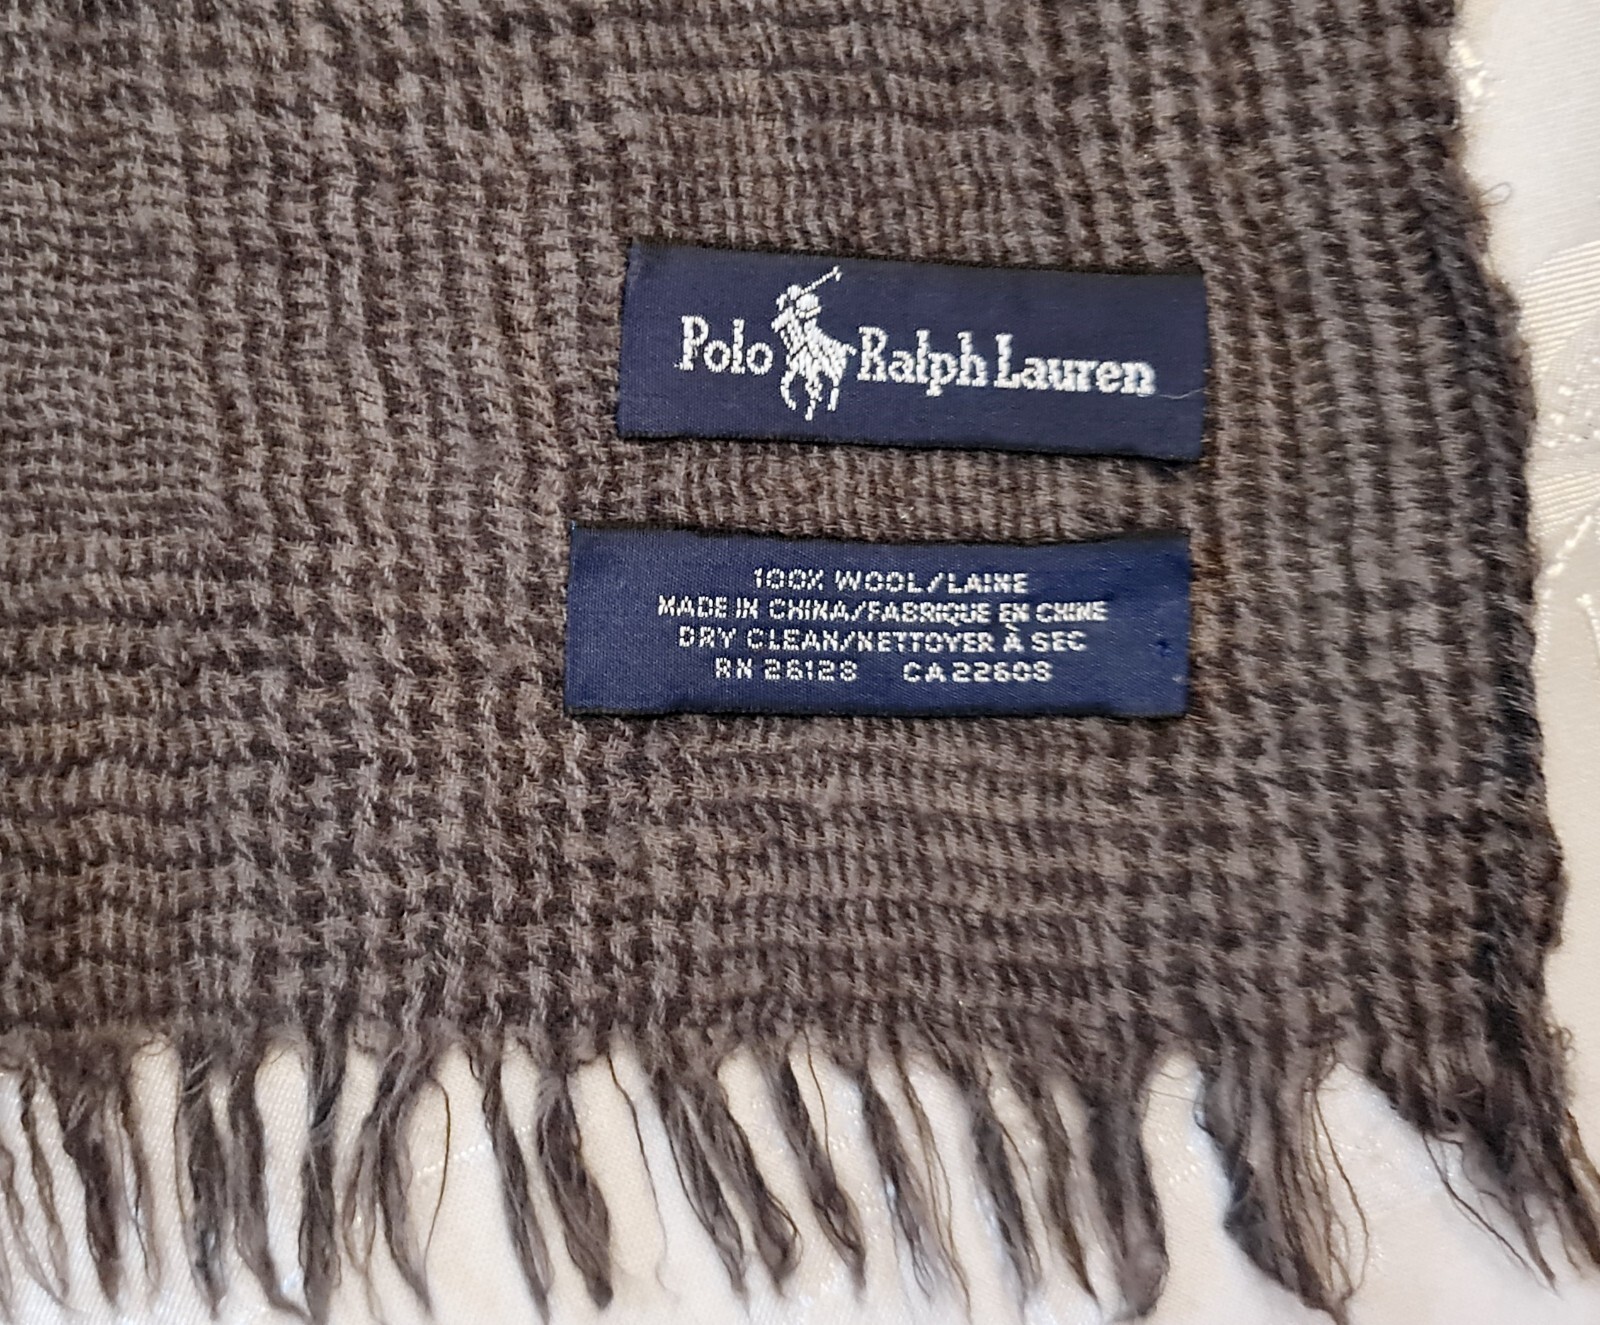 Polo Ralph Lauren
100% WOOL/LAINE
MADE IN CHINA/FABRIQUE EN CHINE
DRY CLEAN/NETTOYER À SEC
RN 26128 CA 22608